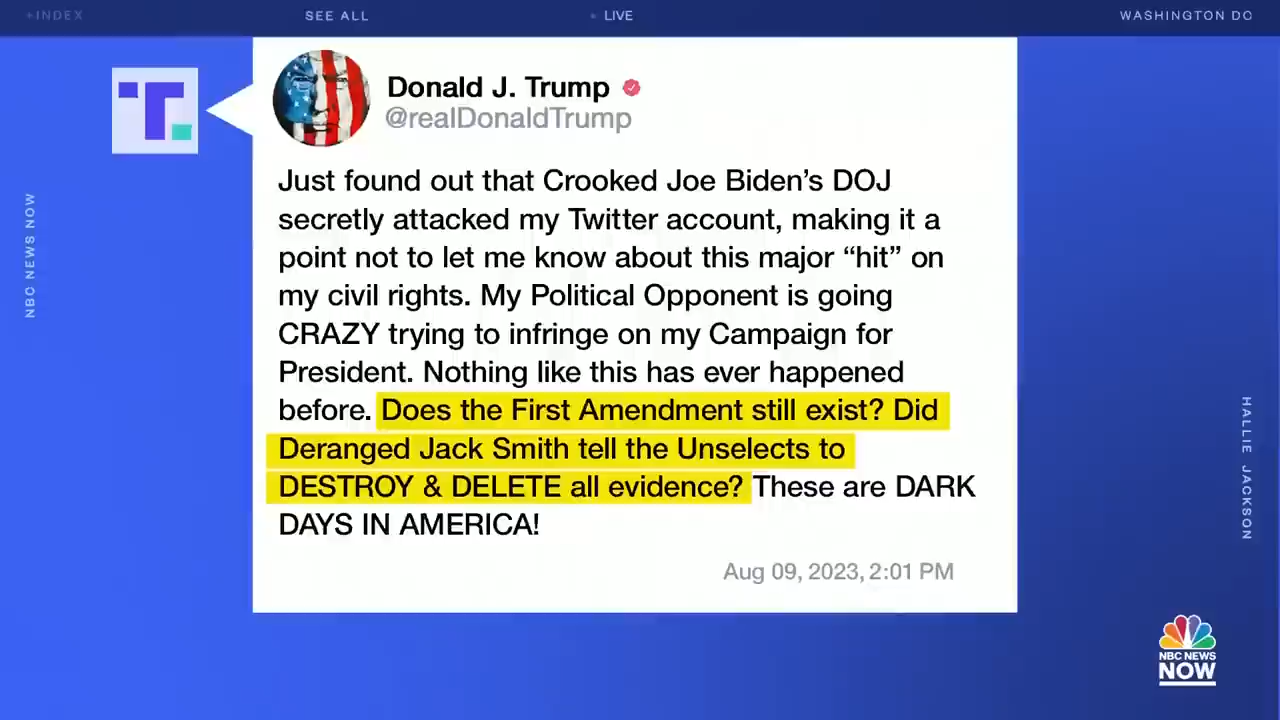 +INDEX
SEE ALL
LIVE
WASHINGTON DC
NBC NEWS NOW
Donald J. Trump
@realDonaldTrump
Just found out that Crooked Joe Biden’s DOJ
secretly attacked my Twitter account, making it a
point not to let me know about this major “hit” on
my civil rights. My Political Opponent is going
CRAZY trying to infringe on my Campaign for
President. Nothing like this has ever happened
before. Does the First Amendment still exist? Did
Deranged Jack Smith tell the Unselects to
DESTROY & DELETE all evidence? These are DARK
DAYS IN AMERICA!
Aug 09, 2023, 2:01 PM
HALLIE JACKSON
NBC NEWS
NOW